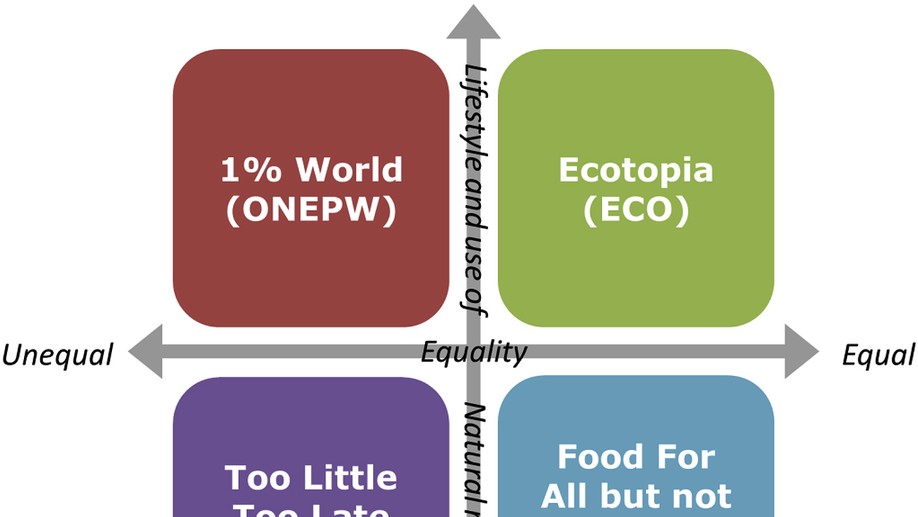 1% World
(ONEPW)
Lifestyle and use of
Ecotopia
(ECO)
Unequal
Equality
Equal
Too Little
Too Late
Natural
Food For
All but not